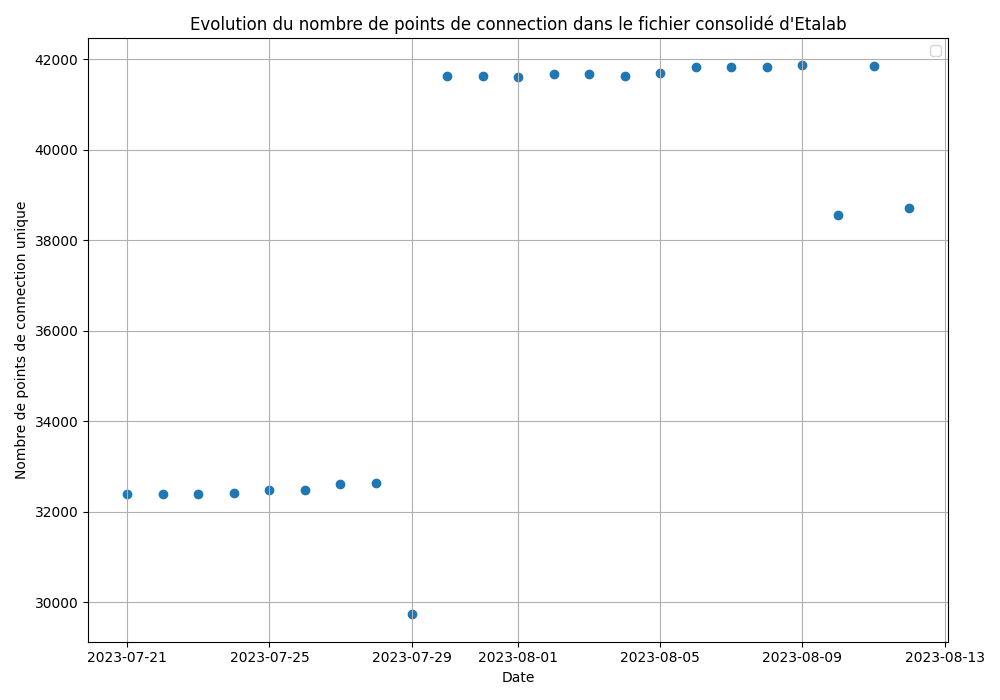 Evolution du nombre de points de connection dans le fichier consolidé d'Etalab
42000
40000
38000
36000
34000
32000
30000
Nombre de points de connection unique
2023-07-21 2023-07-25 2023-07-29 2023-08-01 2023-08-05 2023-08-09 2023-08-13
Date